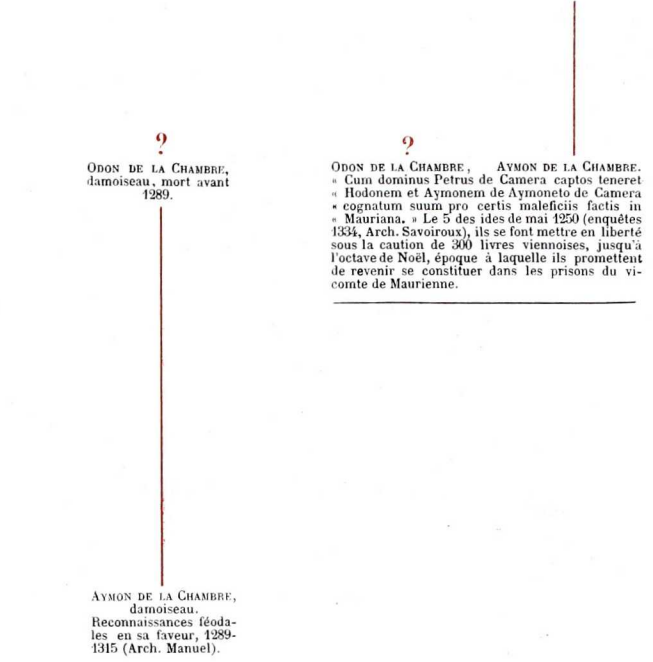 ?
ODON DE LA CHAMBRE,
damoiseau, mort avant
1289.
?
ODON DE LA CHAMBRE, AYMON DE LA CHAMBRE.
« Cum dominus Petrus de Camera captos teneret
« Hodonem et Aymonem de Aymoneto de Camera
« cognatum suum pro certis maleficiis factis in
« Mauriana. » Le 5 des ides de mai 1250 (enquêtes
1334, Arch. Savoiroux), ils se font mettre en liberté
sous la caution de 300 livres viennoises, jusqu'à
l'octave de Noël, époque à laquelle ils promettent
de revenir se constituer dans les prisons du vi-
comte de Maurienne.
AYMON DE LA CHAMBRE,
damoiseau.
Reconnaissances féoda-
les en sa faveur, 1289-
1315 (Arch. Manuel).